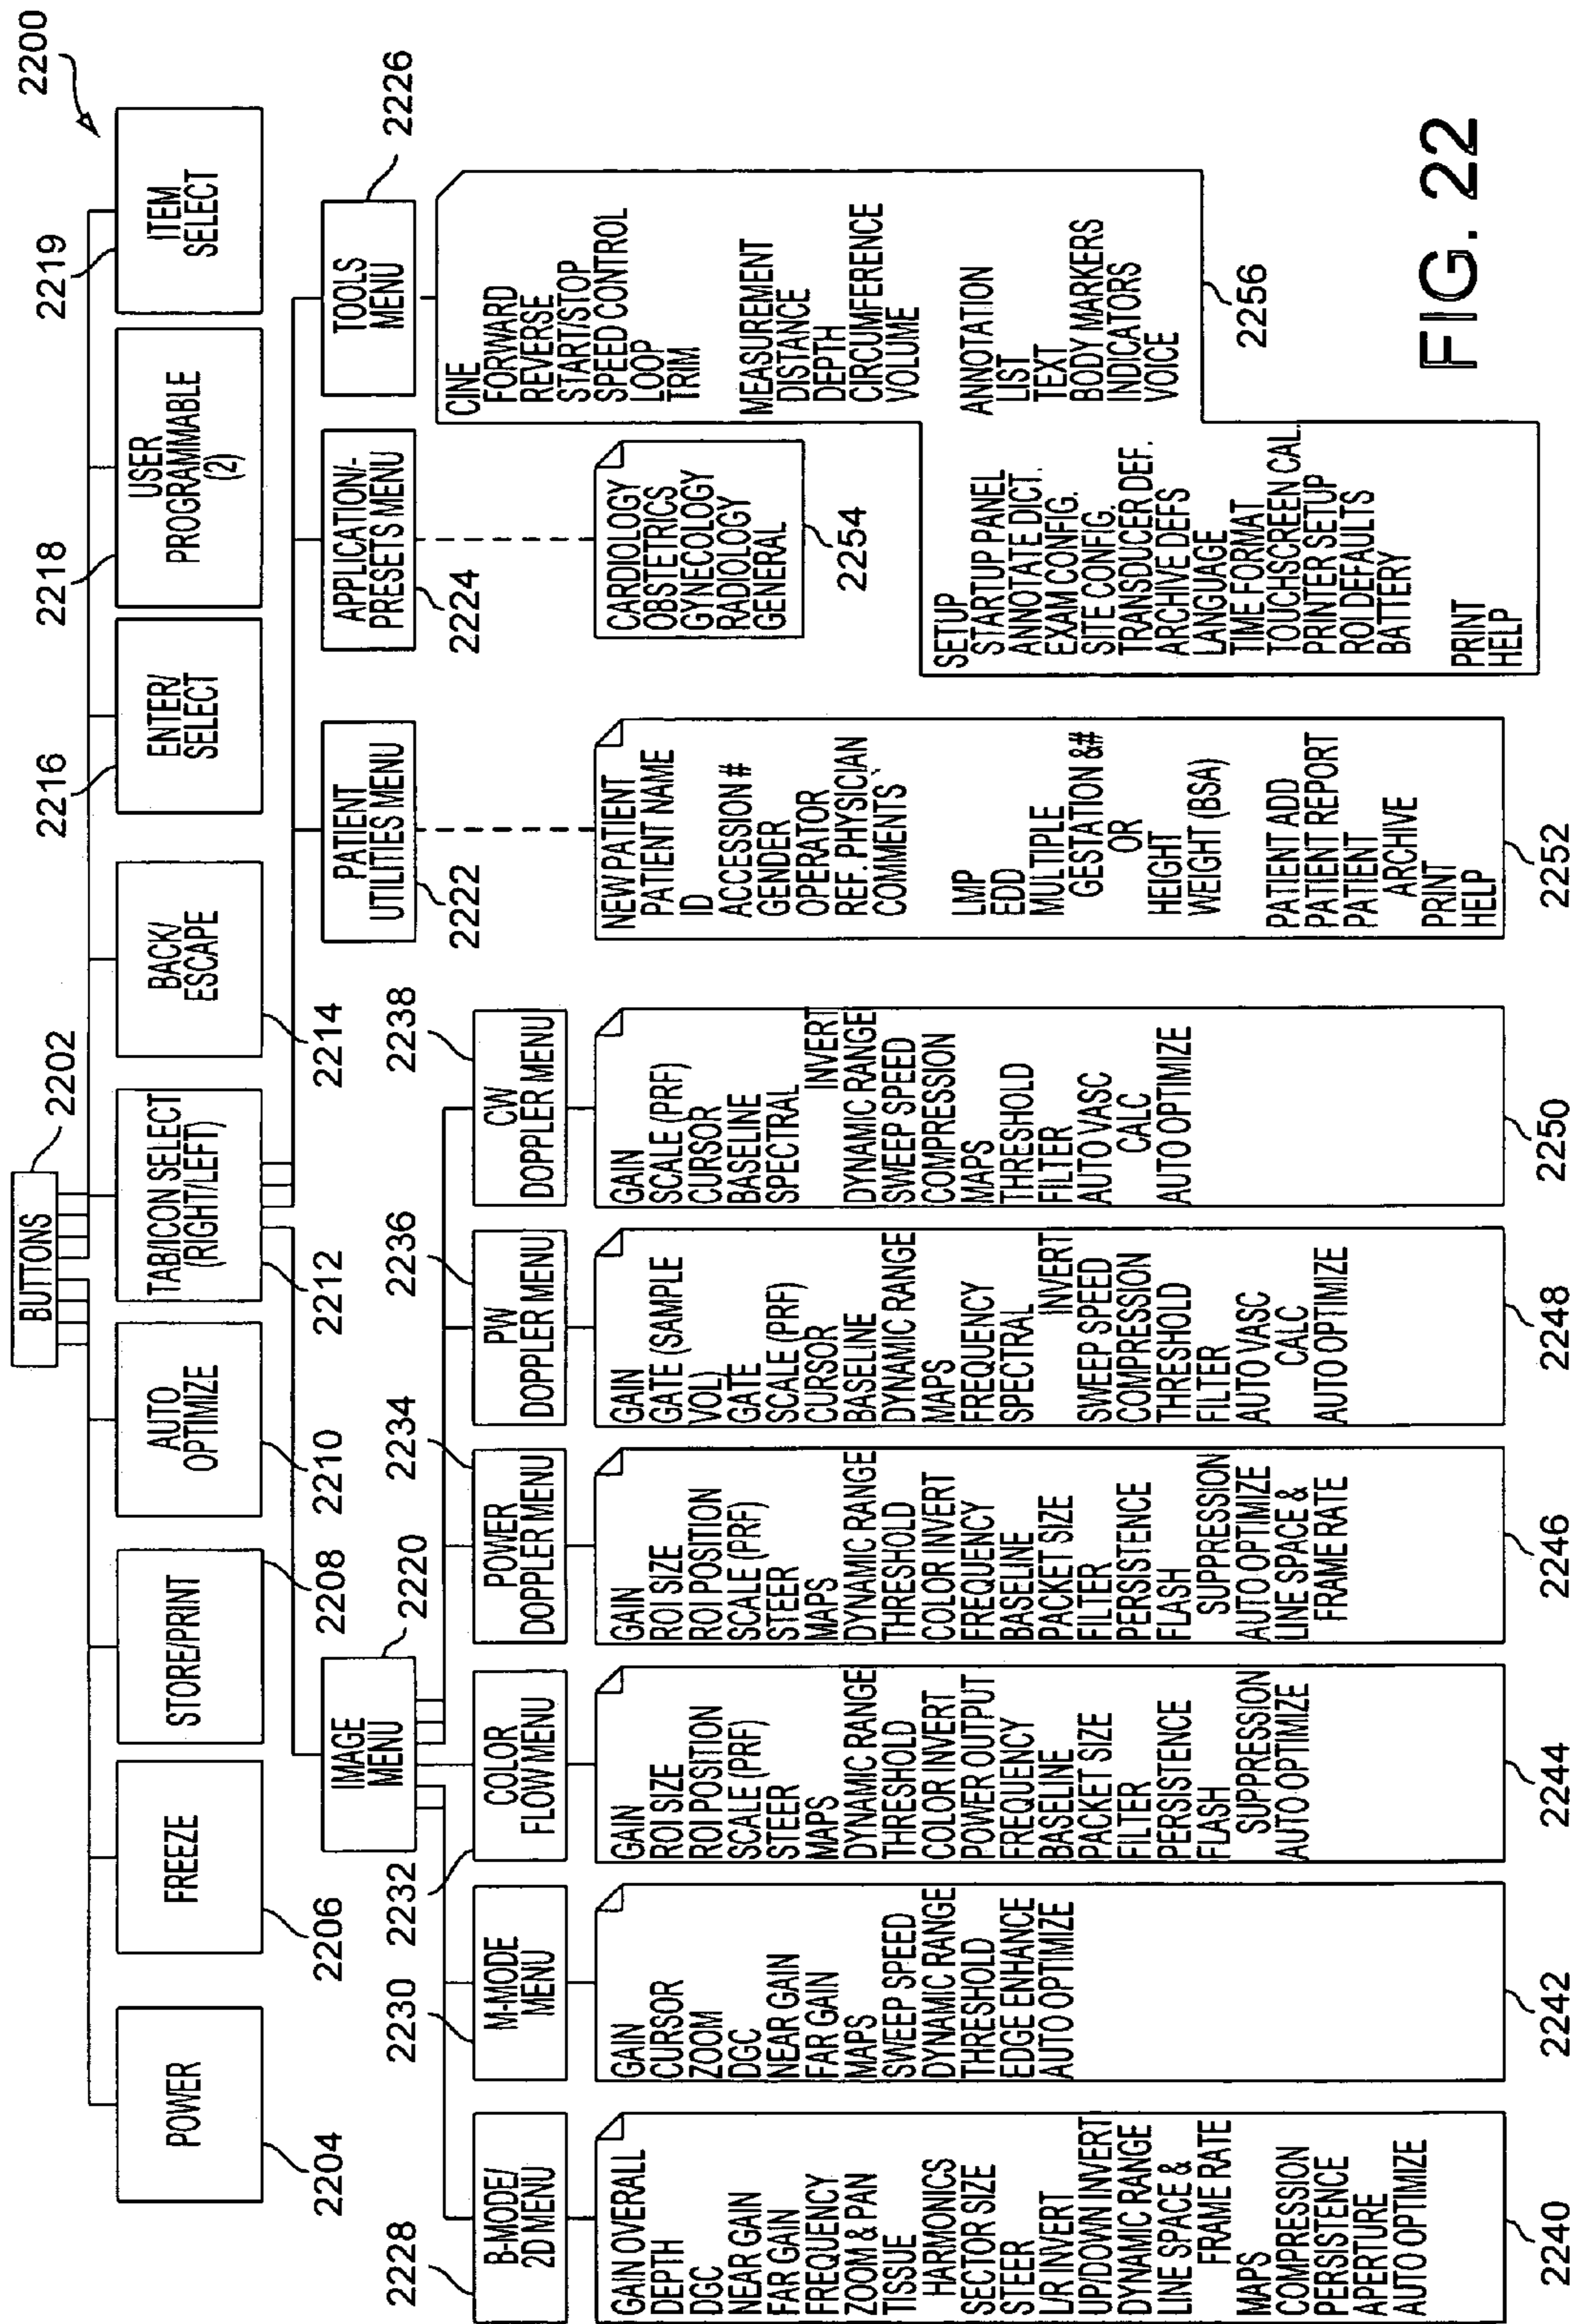 2200
BUTTONS
2202
POWER
2204
FREEZE
2206
STORE/PRINT
2208
AUTO
OPTIMIZE
2210
TAB/ICON SELECT
(RIGHT/LEFT)
2212
BACK/
ESCAPE
2214
ENTER/
SELECT
2216
USER
PROGRAMMABLE
(2)
2218
ITEM
SELECT
2219
IMAGE
MENU
2220
PATIENT
UTILITIES MENU
2222
APPLICATION/-
PRESETS MENU
2224
TOOLS
MENU
2226
B-MODE/
2D MENU
2228
M-MODE
MENU
2230
COLOR
FLOW MENU
2232
POWER
DOPPLER MENU
2234
PW
DOPPLER MENU
2236
CW
DOPPLER MENU
2238
GAIN OVERALL
DEPTH
DGC
NEAR GAIN
FAR GAIN
FREQUENCY
ZOOM & PAN
TISSUE
HARMONICS
SECTOR SIZE
STEER
L/R INVERT
UP/DOWN INVERT
DYNAMIC RANGE
LINE SPACE &
FRAME RATE
MAPS
COMPRESSION
PERSISTENCE
APERTURE
AUTO OPTIMIZE
2240
GAIN
CURSOR
ZOOM
DGC
NEAR GAIN
FAR GAIN
MAPS
SWEEP SPEED
DYNAMIC RANGE
THRESHOLD
EDGE ENHANCE
AUTO OPTIMIZE
2242
GAIN
ROI SIZE
ROI POSITION
SCALE (PRF)
STEER
MAPS
DYNAMIC RANGE
THRESHOLD
COLOR INVERT
POWER OUTPUT
FREQUENCY
BASELINE
PACKET SIZE
FILTER
PERSISTENCE
FLASH
SUPPRESSION
AUTO OPTIMIZE
2244
GAIN
ROI SIZE
ROI POSITION
SCALE (PRF)
STEER
MAPS
DYNAMIC RANGE
THRESHOLD
COLOR INVERT
FREQUENCY
BASELINE
PACKET SIZE
FILTER
PERSISTENCE
FLASH
SUPPRESSION
AUTO OPTIMIZE
LINE SPACE &
FRAME RATE
2246
GAIN
GATE (SAMPLE
VOL)
GATE
SCALE (PRF)
CURSOR
BASELINE
DYNAMIC RANGE
MAPS
FREQUENCY
SPECTRAL
INVERT
SWEEP SPEED
COMPRESSION
THRESHOLD
FILTER
AUTO VASC
CALC
AUTO OPTIMIZE
2248
GAIN
SCALE (PRF)
CURSOR
BASELINE
SPECTRAL
INVERT
DYNAMIC RANGE
SWEEP SPEED
COMPRESSION
MAPS
THRESHOLD
FILTER
AUTO VASC
CALC
AUTO OPTIMIZE
2250
NEW PATIENT
PATIENT NAME
ID
ACCESSION #
GENDER
OPERATOR
REF. PHYSICIAN
COMMENTS
LMP
EDD
MULTIPLE
GESTATION &#
OR
HEIGHT
WEIGHT (BSA)
PATIENT ADD
PATIENT REPORT
PATIENT
ARCHIVE
PRINT
HELP
2252
CARDIOLOGY
OBSTETRICS
GYNECOLOGY
RADIOLOGY
GENERAL
2254
CINE
FORWARD
REVERSE
START/STOP
SPEED CONTROL
LOOP
TRIM
MEASUREMENT
DISTANCE
DEPTH
CIRCUMFERENCE
VOLUME
ANNOTATION
LIST
TEXT
BODY MARKERS
INDICATORS
VOICE
SETUP
STARTUP PANEL
ANNOTATE DICT.
EXAM CONFIG.
SITE CONFIG.
TRANSDUCER DEF.
ARCHIVE DEFS
LANGUAGE
TIME FORMAT
TOUCHSCREEN CAL.
PRINTER SETUP
ROI DEFAULTS
BATTERY
PRINT
HELP
2256
FIG. 22